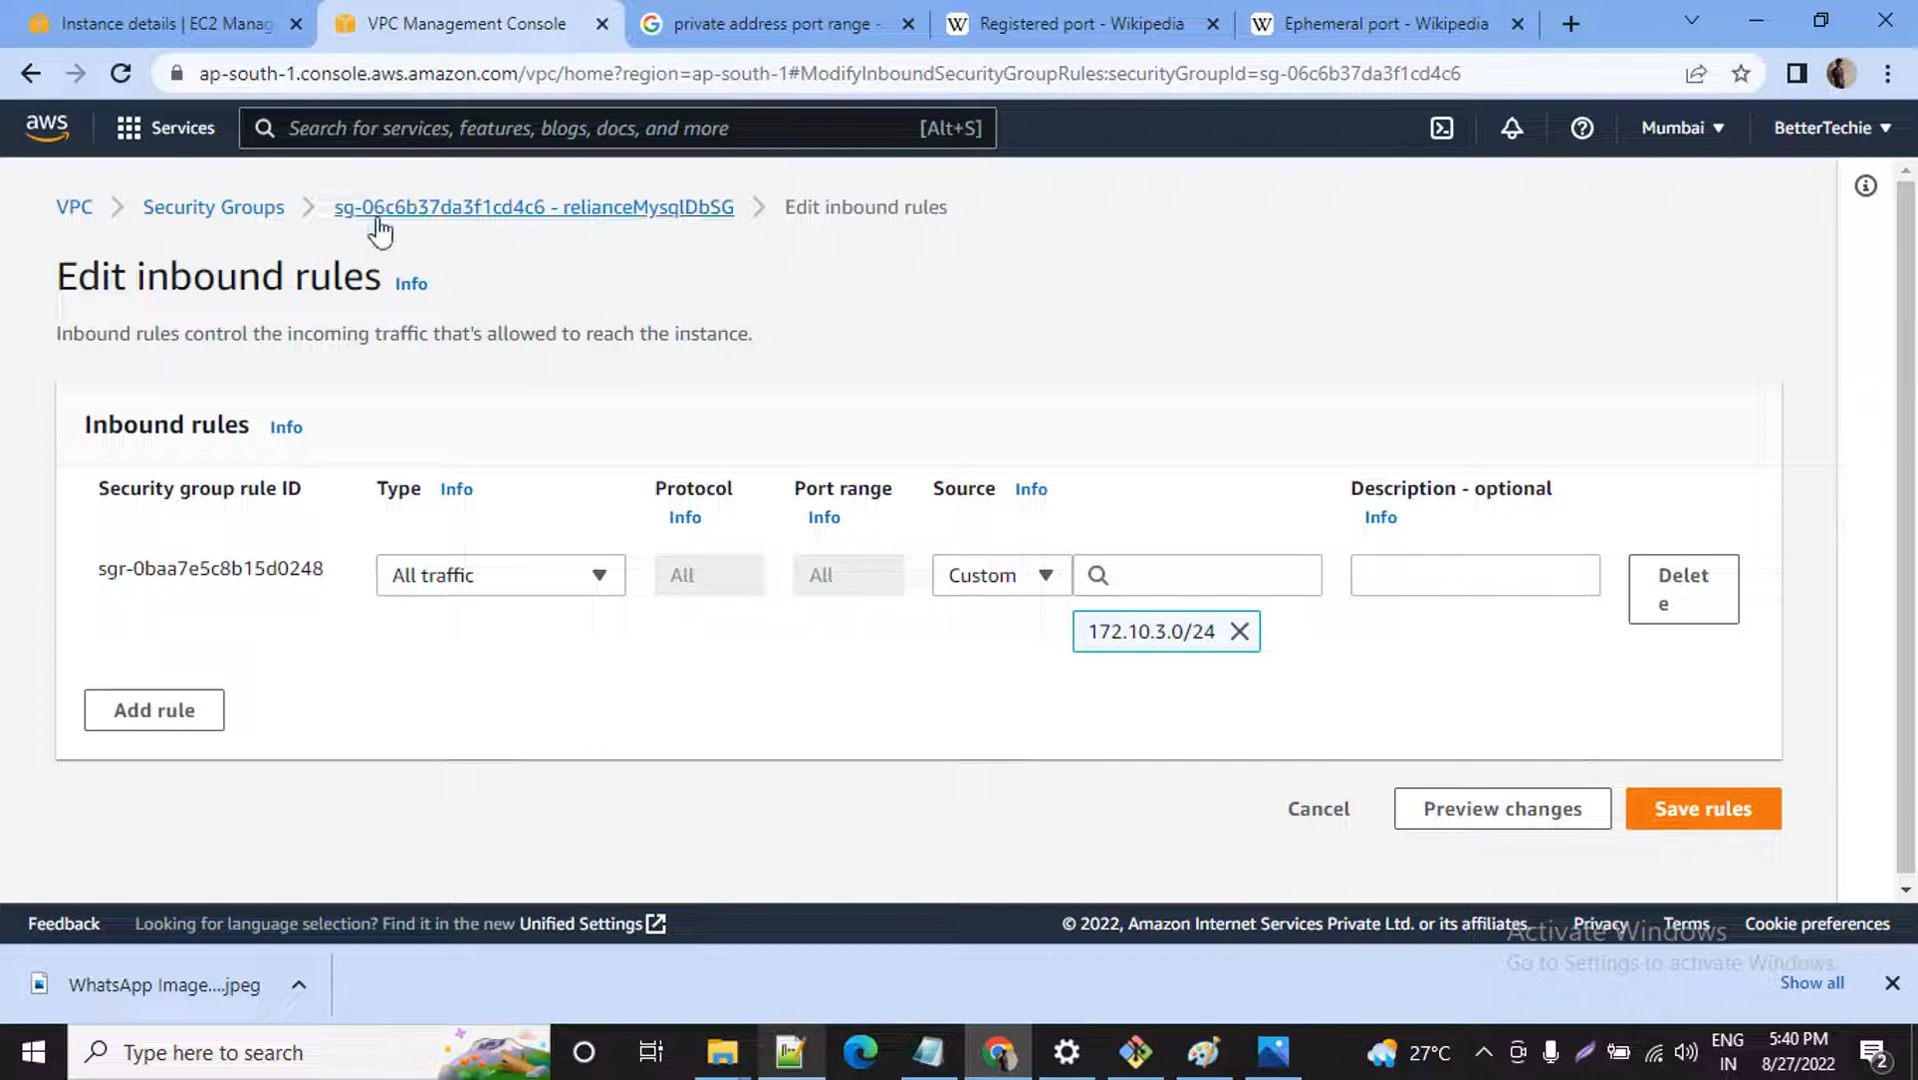 Instance details | EC2 Manag
VPC Management Console
private address port range -
Registered port - Wikipedia
Ephemeral port - Wikipedia
ap-south-1.console.aws.amazon.com/vpc/home?region=ap-south-1#ModifyInboundSecurityGroupRules:securityGroupId=sg-06c6b37da3f1cd4c6
aws
Services
Search for services, features, blogs, docs, and more
[Alt+S]
Mumbai
BetterTechie
VPC
Security Groups
sg-06c6b37da3f1cd4c6 - relianceMysqlDbSG
Edit inbound rules
Edit inbound rules Info
Inbound rules control the incoming traffic that's allowed to reach the instance.
Inbound rules Info
Security group rule ID
Type Info
Protocol
Info
Port range
Info
Source Info
Description - optional
Info
sgr-0baa7e5c8b15d0248
All traffic
All
All
Custom
172.10.3.0/24
Delet
e
Add rule
Cancel
Preview changes
Save rules
Feedback
Looking for language selection? Find it in the new Unified Settings
© 2022, Amazon Internet Services Private Ltd. or its affiliates.
Privacy
Terms
Cookie preferences
Activate Windows
Go to Settings to activate Windows.
WhatsApp Image....jpeg
Show all
Type here to search
27°C
ENG
IN
5:40 PM
8/27/2022
2